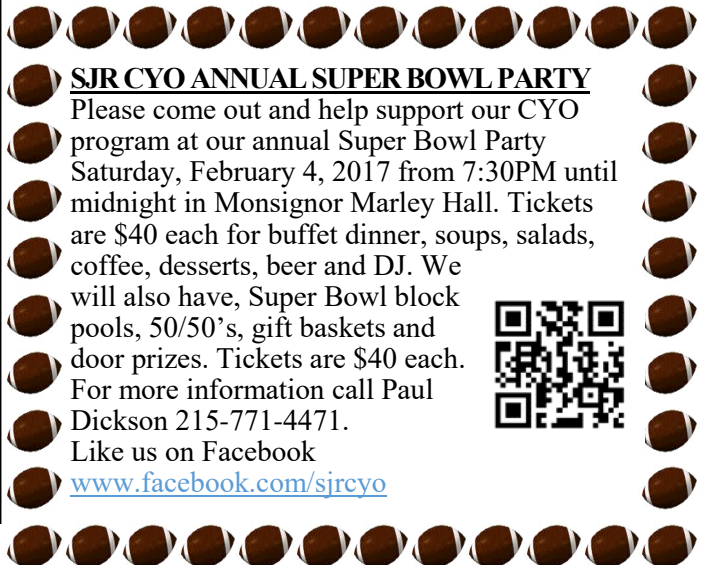 SJR CYO ANNUAL SUPER BOWL PARTY
Please come out and help support our CYO
program at our annual Super Bowl Party
Saturday, February 4, 2017 from 7:30PM until
midnight in Monsignor Marley Hall. Tickets
are $40 each for buffet dinner, soups, salads,
coffee, desserts, beer and DJ. We
will also have, Super Bowl block
pools, 50/50’s, gift baskets and
door prizes. Tickets are $40 each.
For more information call Paul
Dickson 215-771-4471.
Like us on Facebook
www.facebook.com/sjrcyo